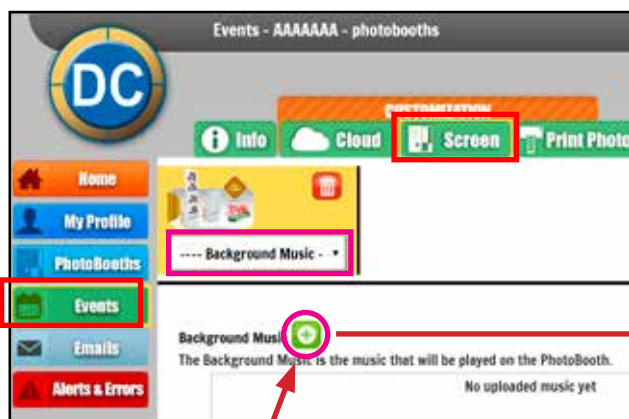 Events - AAAAAAA - photobooths
DC
CUSTOMIZATION
Info
Cloud
Screen
Print Photo
Home
My Profile
PhotoBooths
Events
Emails
Alerts & Errors
---- Background Music -
Background Music
The Background Music is the music that will be played on the PhotoBooth.
No uploaded music yet